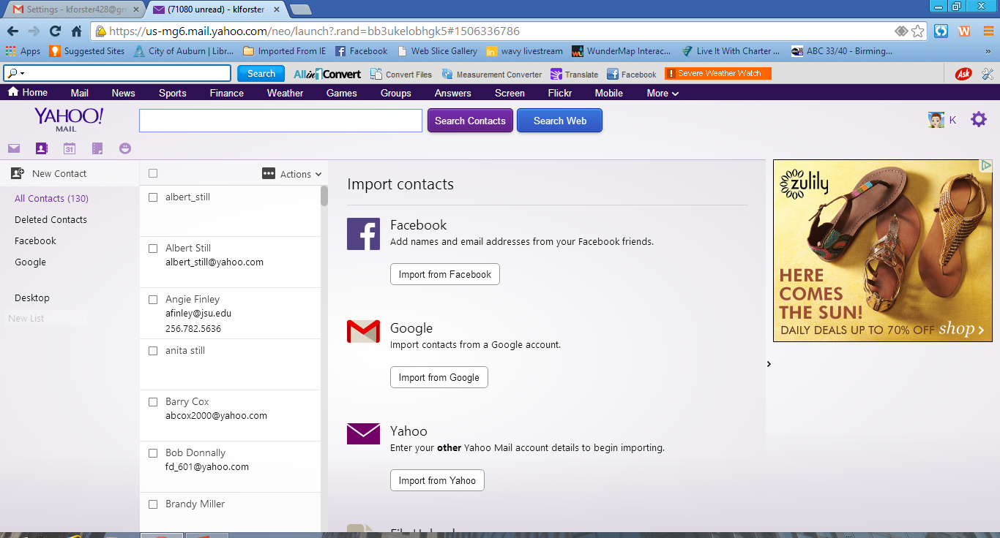 Settings - kforster428@gm
(71080 unread) - klforster
https://us-mg6.mail.yahoo.com/neo/launch?.rand=bb3ukelobhgk5#1506336786
Apps Suggested Sites City of Auburn | Libr... Imported From IE Facebook Web Slice Gallery wavy livestream WunderMap Interac... Live It With Charter ... ABC 33/40 - Birming... »
Search AllinConvert Convert Files Measurement Converter Translate Facebook Severe Weather Watch Ask
Home Mail News Sports Finance Weather Games Groups Answers Screen Flickr Mobile More
YAHOO!
MAIL
Search Contacts Search Web K
31
New Contact
All Contacts (130)
Deleted Contacts
Facebook
Google
Desktop
New List
Actions
albert_still
Albert Still
albert_still@yahoo.com
Angie Finley
afinley@jsu.edu
256.782.5636
anita still
Barry Cox
abcox2000@yahoo.com
Bob Donnally
fd_601@yahoo.com
Brandy Miller
Import contacts
Facebook
Add names and email addresses from your Facebook friends.
Import from Facebook
Google
Import contacts from a Google account.
Import from Google
Yahoo
Enter your other Yahoo Mail account details to begin importing.
Import from Yahoo
zulily
HERE
COMES
THE SUN!
DAILY DEALS UP TO 70% OFF shop